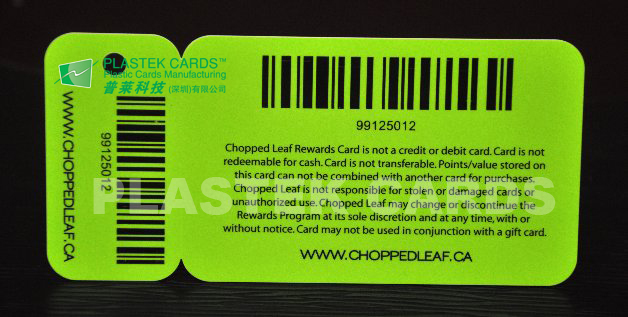 PLASTEK CARDS™
Plastic Cards Manufacturing
普莱科技(深圳)有限公司
WWW.CHOPPEDLEAF.CA
99125012
99125012
Chopped Leaf Rewards Card is not a credit or debit card. Card is not
redeemable for cash. Card is not transferable. Points/value stored on
this card can not be combined with another card for purchases.
Chopped Leaf is not responsible for stolen or damaged cards or
unauthorized use. Chopped Leaf may change or discontinue the
Rewards Program at its sole discretion and at any time, with or
without notice. Card may not be used in conjunction with a gift card.
WWW.CHOPPEDLEAF.CA
PLASTEK CARDS